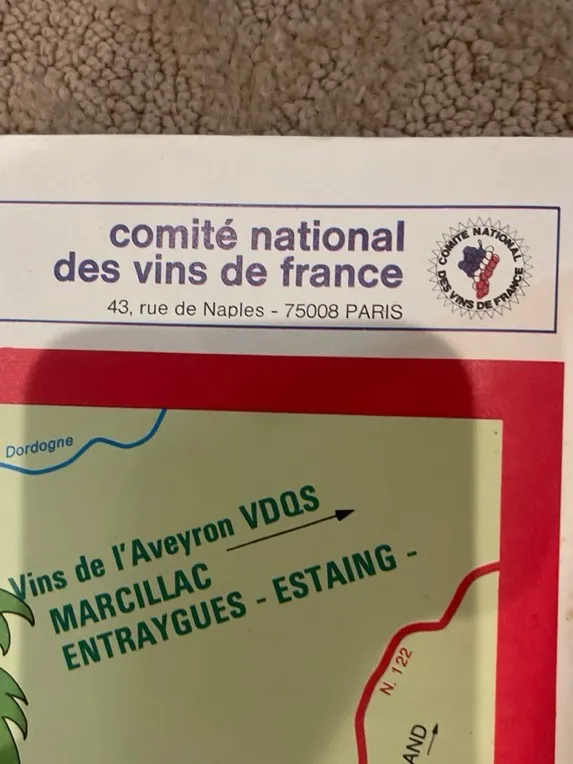 comité national
des vins de france
43, rue de Naples - 75008 PARIS
COMITÉ NATIONAL
DES VINS DE FRANCE
Dordogne
Vins de l'Aveyron VDQS
MARCILLAC
ENTRAYGUES - ESTAING -
N. 122
AND